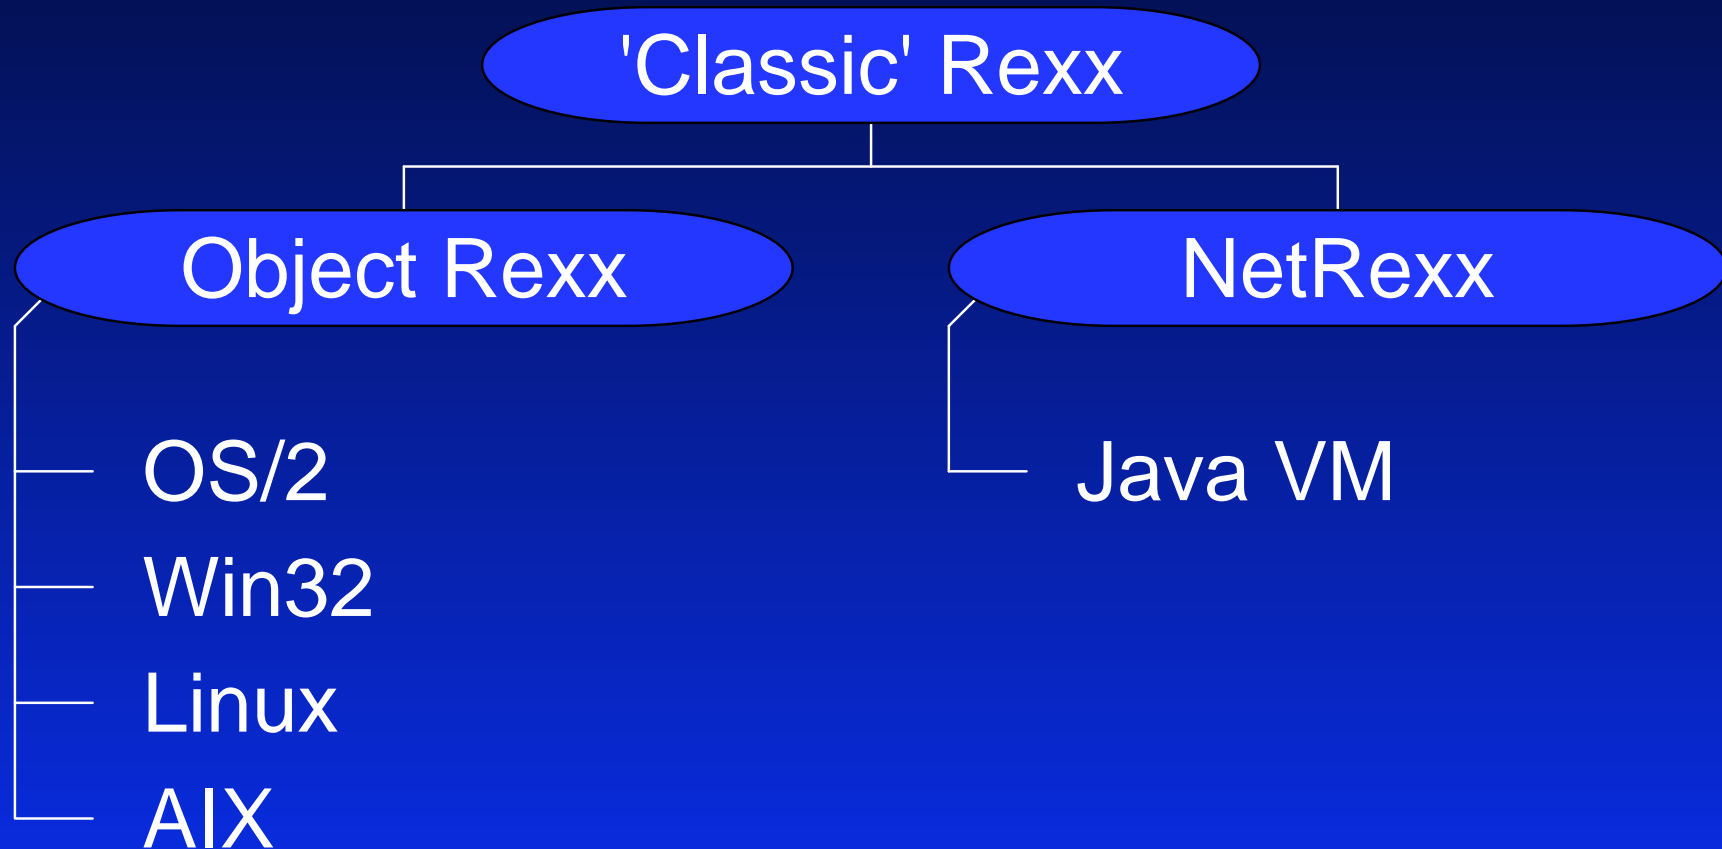 'Classic' Rexx
Object Rexx
NetRexx
OS/2
Win32
Linux
AIX
Java VM